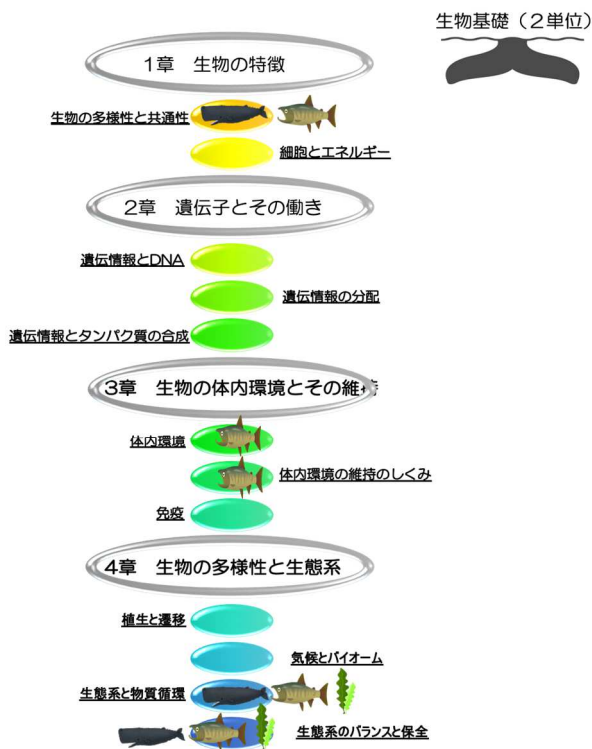 生物基礎（２単位）
1章　生物の特徴
生物の多様性と共通性
細胞とエネルギー
2章　遺伝子とその働き
遺伝情報とDNA
遺伝情報の分配
遺伝情報とタンパク質の合成
3章　生物の体内環境とその維持
体内環境
体内環境の維持のしくみ
免疫
4章　生物の多様性と生態系
植生と遷移
気候とバイオーム
生態系と物質循環
生態系のバランスと保全